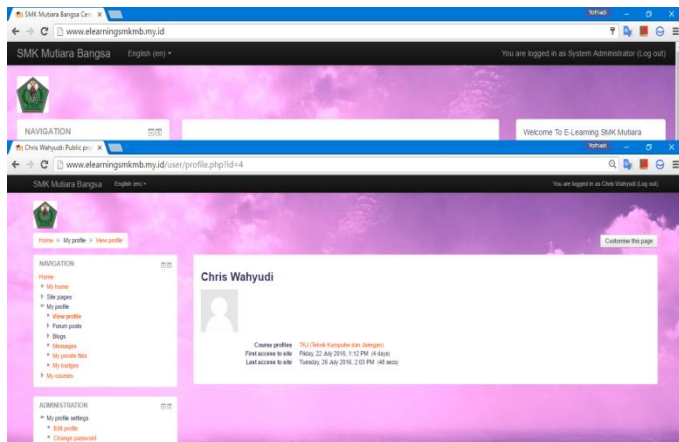 SMK Mutiara Bangsa Cen
Yofriadi
www.elearningsmkmb.my.id
SMK Mutiara Bangsa English (en) You are logged in as System Administrator (Log out)
NAVIGATION
Welcome To E-Learning SMK Mutiara
Chris Wahyudi: Public pro
Yofriadi
www.elearningsmkmb.my.id/user/profile.php?id=4
SMK Mutiara Bangsa English (en) You are logged in as Chris Wahyudi (Log out)
Home My profile View profile
Customise this page
NAVIGATION
Home
My home
Site pages
My profile
View profile
Forum posts
Blogs
Messages
My private files
My badges
My courses
ADMINISTRATION
My profile settings
Edit profile
Change password
Chris Wahyudi
Course profiles TKJ (Teknik Komputer dan Jaringan)
First access to site Friday, 22 July 2016, 1:12 PM (4 days)
Last access to site Tuesday, 26 July 2016, 2:03 PM (48 secs)